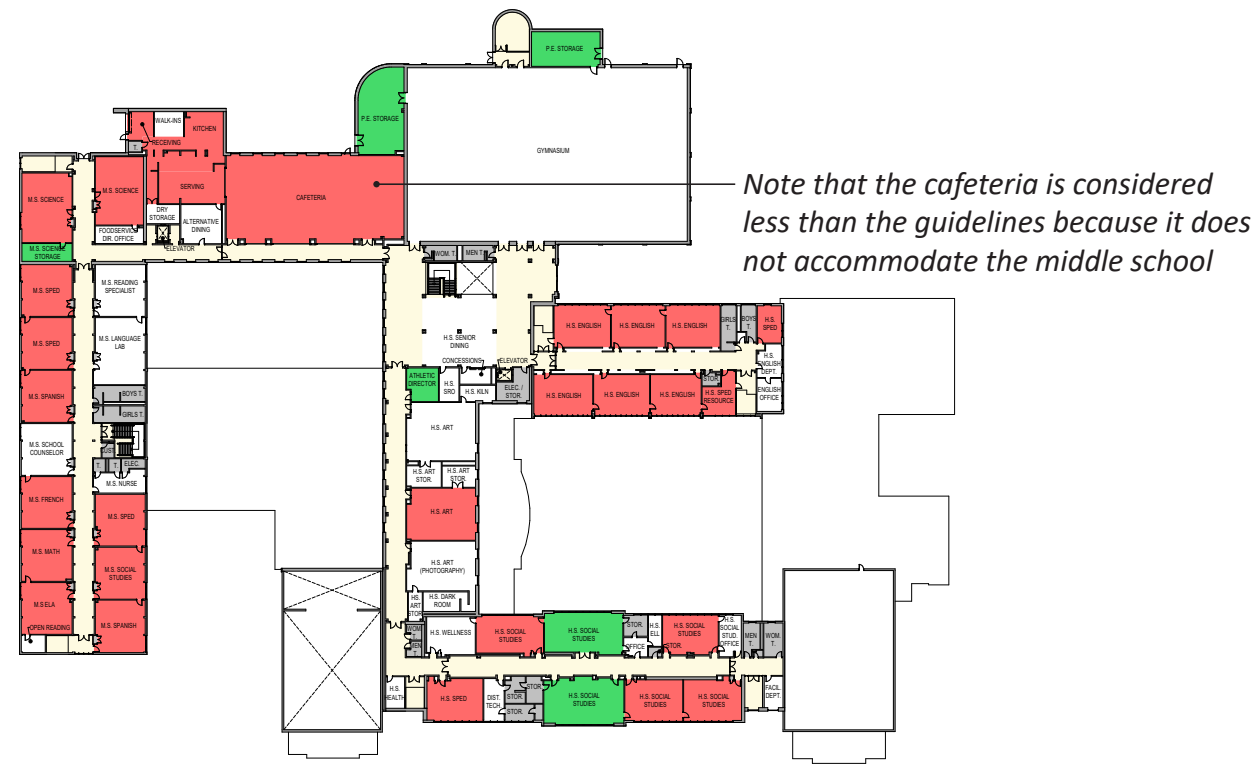 P.E. STORAGE
P.E. STORAGE
GYMNASIUM
WALK-INS
KITCHEN
RECEIVING
T.
SERVING
CAFETERIA
DRY
STORAGE
ALTERNATIVE
DINING
ELEVATOR
M.S. SCIENCE
M.S. SCIENCE
FOODSERVICE
DIR. OFFICE
M.S. SCIENCE
STORAGE
Note that the cafeteria is considered
less than the guidelines because it does
not accommodate the middle school
M.S. SPED
M.S. READING
SPECIALIST
M.S. SPED
M.S. LANGUAGE
LAB
M.S. SPANISH
BOYS T.
GIRLS T.
M.S. SCHOOL
COUNSELOR
CUST.
T.
T.
ELEC.
M.S. NURSE
M.S. FRENCH
M.S. SPED
M.S. MATH
M.S. SOCIAL
STUDIES
M.S ELA
OPEN READING
M.S. SPANISH
WOM. T.
MEN T.
H.S. SENIOR
DINING
CONCESSIONS
ELEVATOR
ATHLETIC
DIRECTOR
H.S.
SRO
H.S. KILN
ELEC. /
STOR.
H.S. ENGLISH
H.S. ENGLISH
H.S. ENGLISH
GIRLS
T.
BOYS
T.
H.S.
SPED
H.S.
ENGLISH
DEPT.
ENGLISH
OFFICE
H.S. ENGLISH
H.S. ENGLISH
H.S. ENGLISH
STOR.
H.S. SPED
RESOURCE
H.S. ART
H.S. ART
STOR.
H.S. ART
STOR.
H.S. ART
H.S. ART
(PHOTOGRAPHY)
HS.
ART
STOR
H.S. DARK
ROOM
WOM.
T.
MEN
T.
H.S. WELLNESS
H.S. SOCIAL
STUDIES
H.S. SOCIAL
STUDIES
STOR.
OFFICE
H.S.
ELL
H.S. SOCIAL
STUDIES
STOR.
H.S.
SOCIAL
STUD.
OFFICE
MEN
T.
WOM.
T.
H.S.
HEALTH
H.S. SPED
DIST.
TECH.
STOR.
STOR.
STOR.
H.S. SOCIAL
STUDIES
H.S. SOCIAL
STUDIES
H.S. SOCIAL
STUDIES
FACIL.
DEPT.